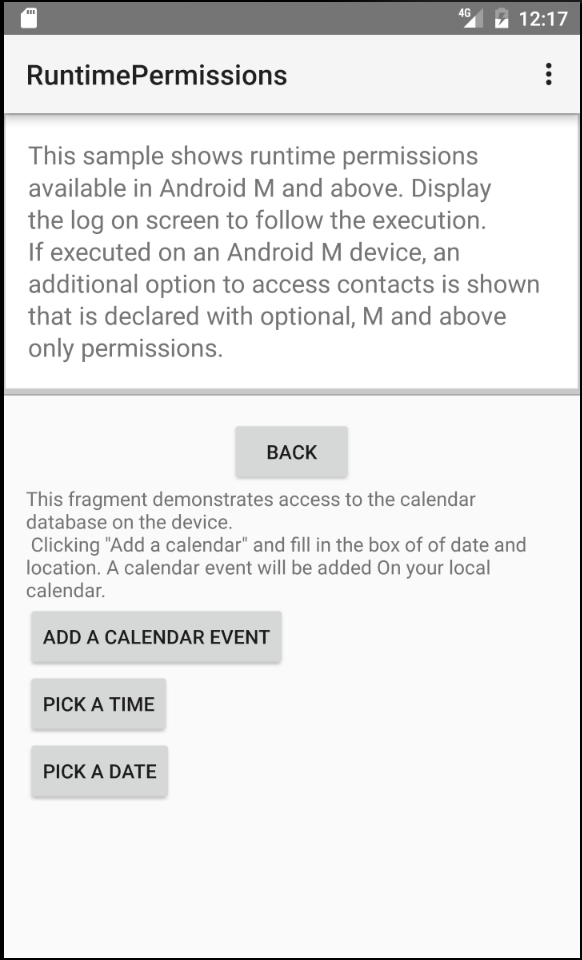 4G 12:17
RuntimePermissions
This sample shows runtime permissions
available in Android M and above. Display
the log on screen to follow the execution.
If executed on an Android M device, an
additional option to access contacts is shown
that is declared with optional, M and above
only permissions.
BACK
This fragment demonstrates access to the calendar
database on the device.
Clicking "Add a calendar" and fill in the box of of date and
location. A calendar event will be added On your local
calendar.
ADD A CALENDAR EVENT
PICK A TIME
PICK A DATE